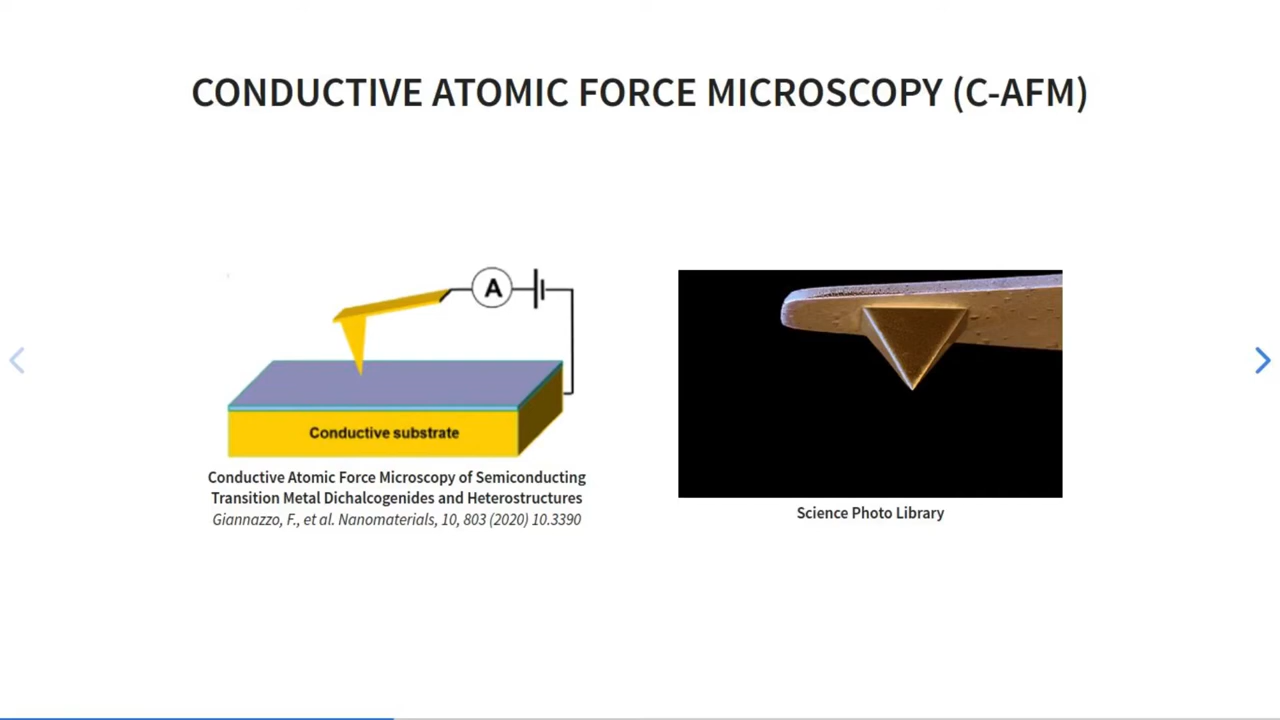 CONDUCTIVE ATOMIC FORCE MICROSCOPY (C-AFM)
A
Conductive substrate
Conductive Atomic Force Microscopy of Semiconducting
Transition Metal Dichalcogenides and Heterostructures
Giannazzo, F., et al. Nanomaterials, 10, 803 (2020) 10.3390
Science Photo Library